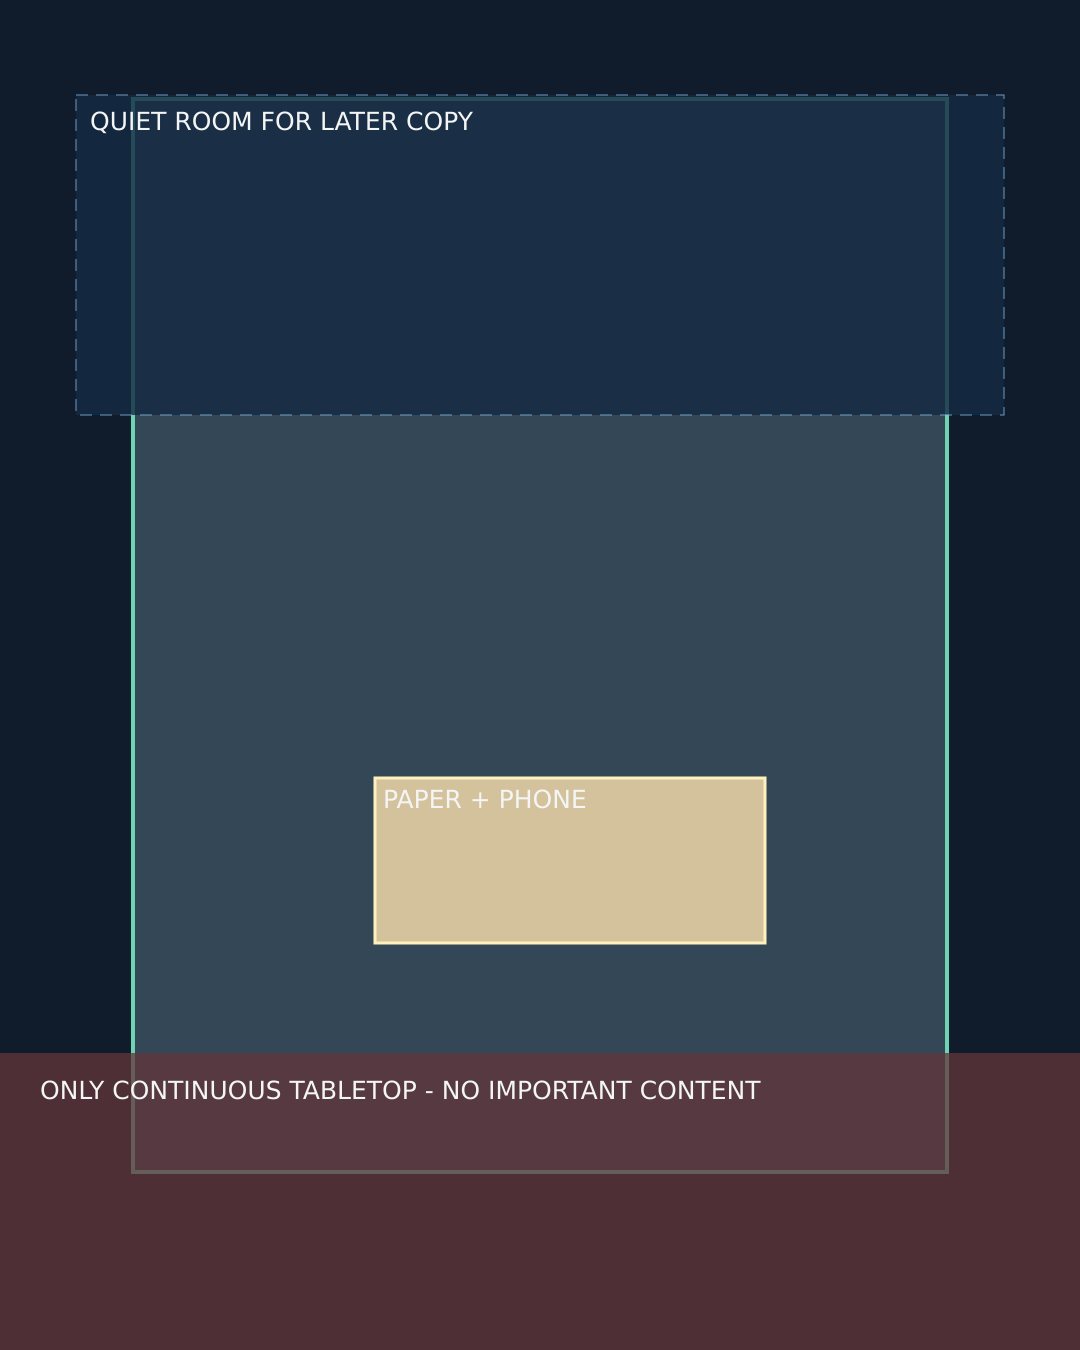 QUIET ROOM FOR LATER COPY
PAPER + PHONE
ONLY CONTINUOUS TABLETOP - NO IMPORTANT CONTENT